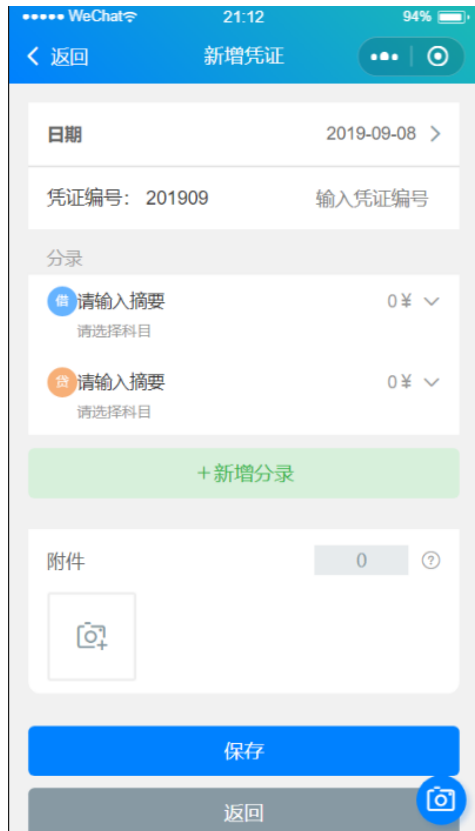 WeChat 21:12 94%
返回 新增凭证
日期 2019-09-08
凭证编号： 201909 输入凭证编号
分录
借 请输入摘要 0¥
请选择科目
贷 请输入摘要 0¥
请选择科目
+新增分录
附件 0 ?
保存
返回